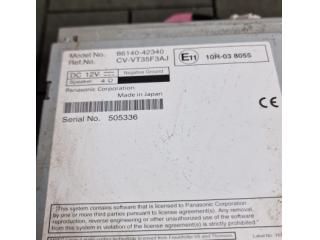 Model No. 86140-42340
Ref.No. CV-VT35F3AJ
DC 12V
Negative Ground
Speaker 4 Ω
E11 10R-03 8055
Panasonic Corporation
Made in Japan
CE
Serial No. 505336
This system contains software that is licensed to Panasonic Corporation
by one or more third parties pursuant to license agreement(s). Any
reverse engineering or other unauthorized use of the software
from this system in violation of such license agreement(s) is
strictly prohibited.